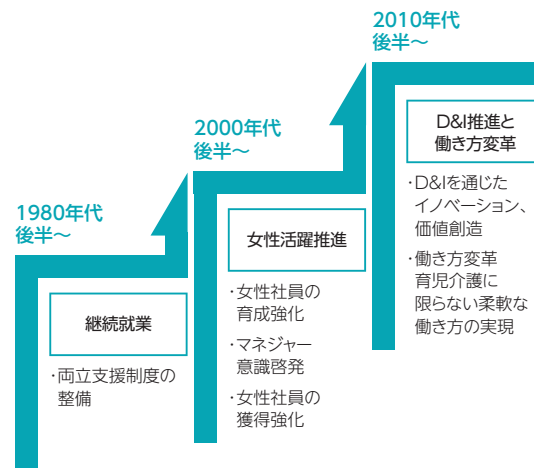 1980年代
後半～
継続就業
・両立支援制度の
整備
2000年代
後半～
女性活躍推進
・女性社員の
育成強化
・マネジャー
意識啓発
・女性社員の
獲得強化
2010年代
後半～
D&I推進と
働き方変革
・D&Iを通じた
イノベーション、
価値創造
・働き方変革
育児介護に
限らない柔軟な
働き方の実現